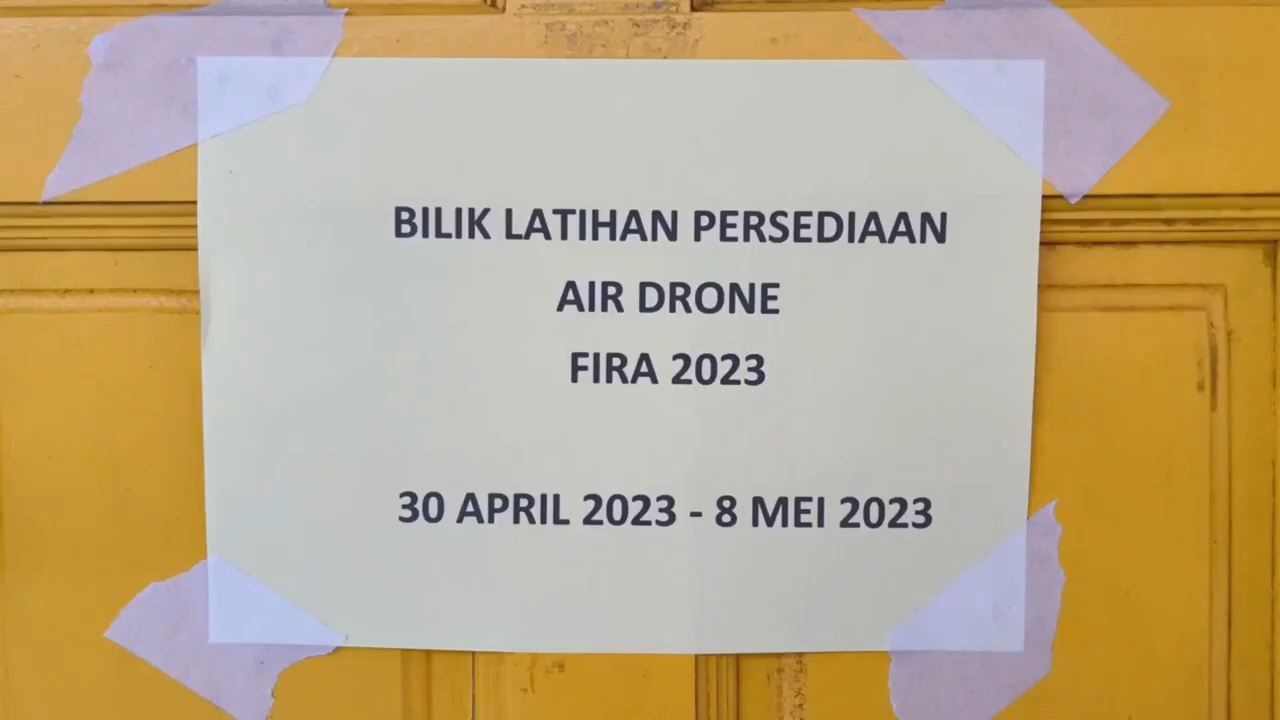 BILIK LATIHAN PERSEDIAAN
AIR DRONE
FIRA 2023
30 APRIL 2023 - 8 MEI 2023